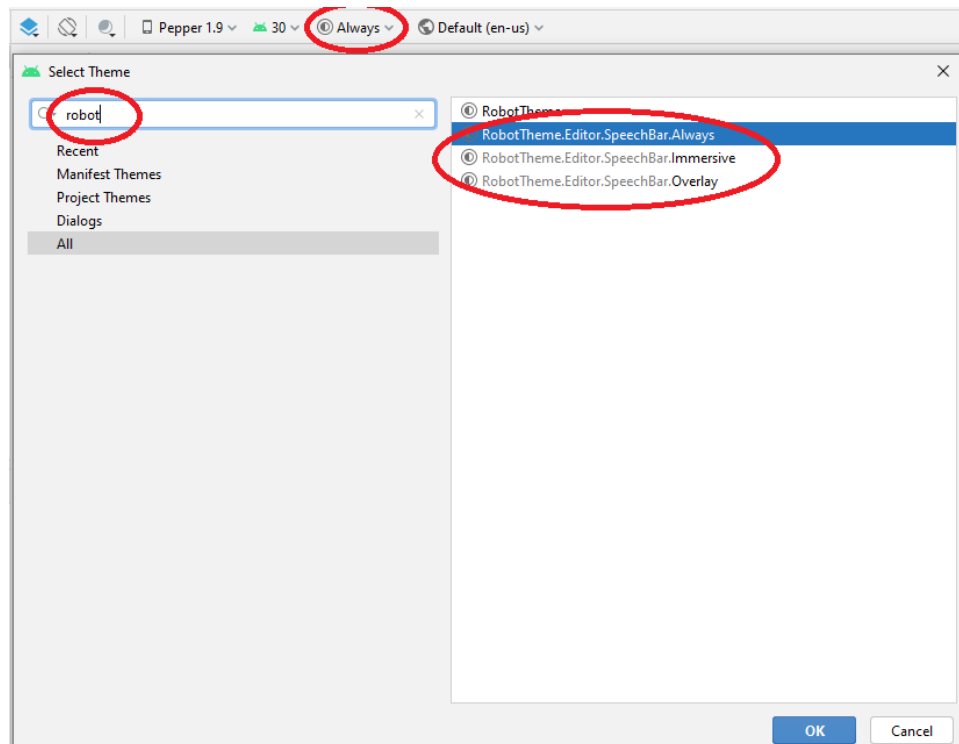 Pepper 1.9 30 Always Default (en-us)
Select Theme
robot
Recent
Manifest Themes
Project Themes
Dialogs
All
RobotTheme
RobotTheme.Editor.SpeechBar.Always
RobotTheme.Editor.SpeechBar.Immersive
RobotTheme.Editor.SpeechBar.Overlay
OK Cancel